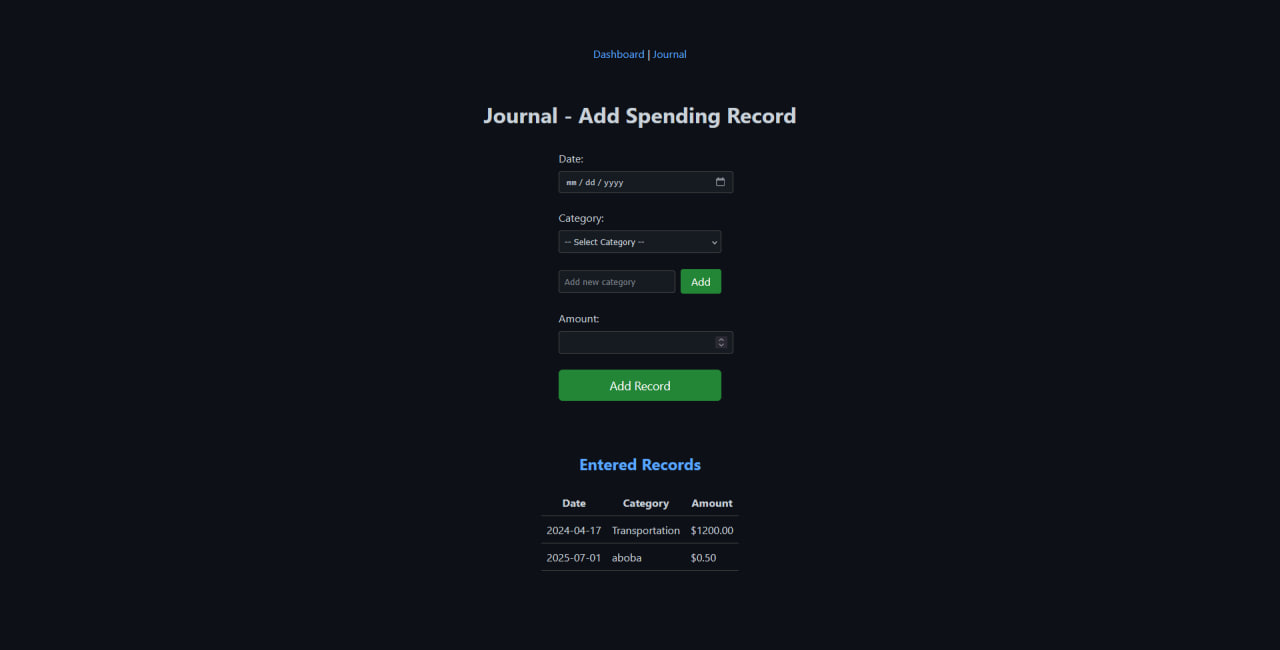 Dashboard | Journal
Journal - Add Spending Record
Date:
mm / dd / yyyy
Category:
-- Select Category --
Add new category Add
Amount:
Add Record
Entered Records
Date Category Amount
2024-04-17 Transportation $1200.00
2025-07-01 aboba $0.50